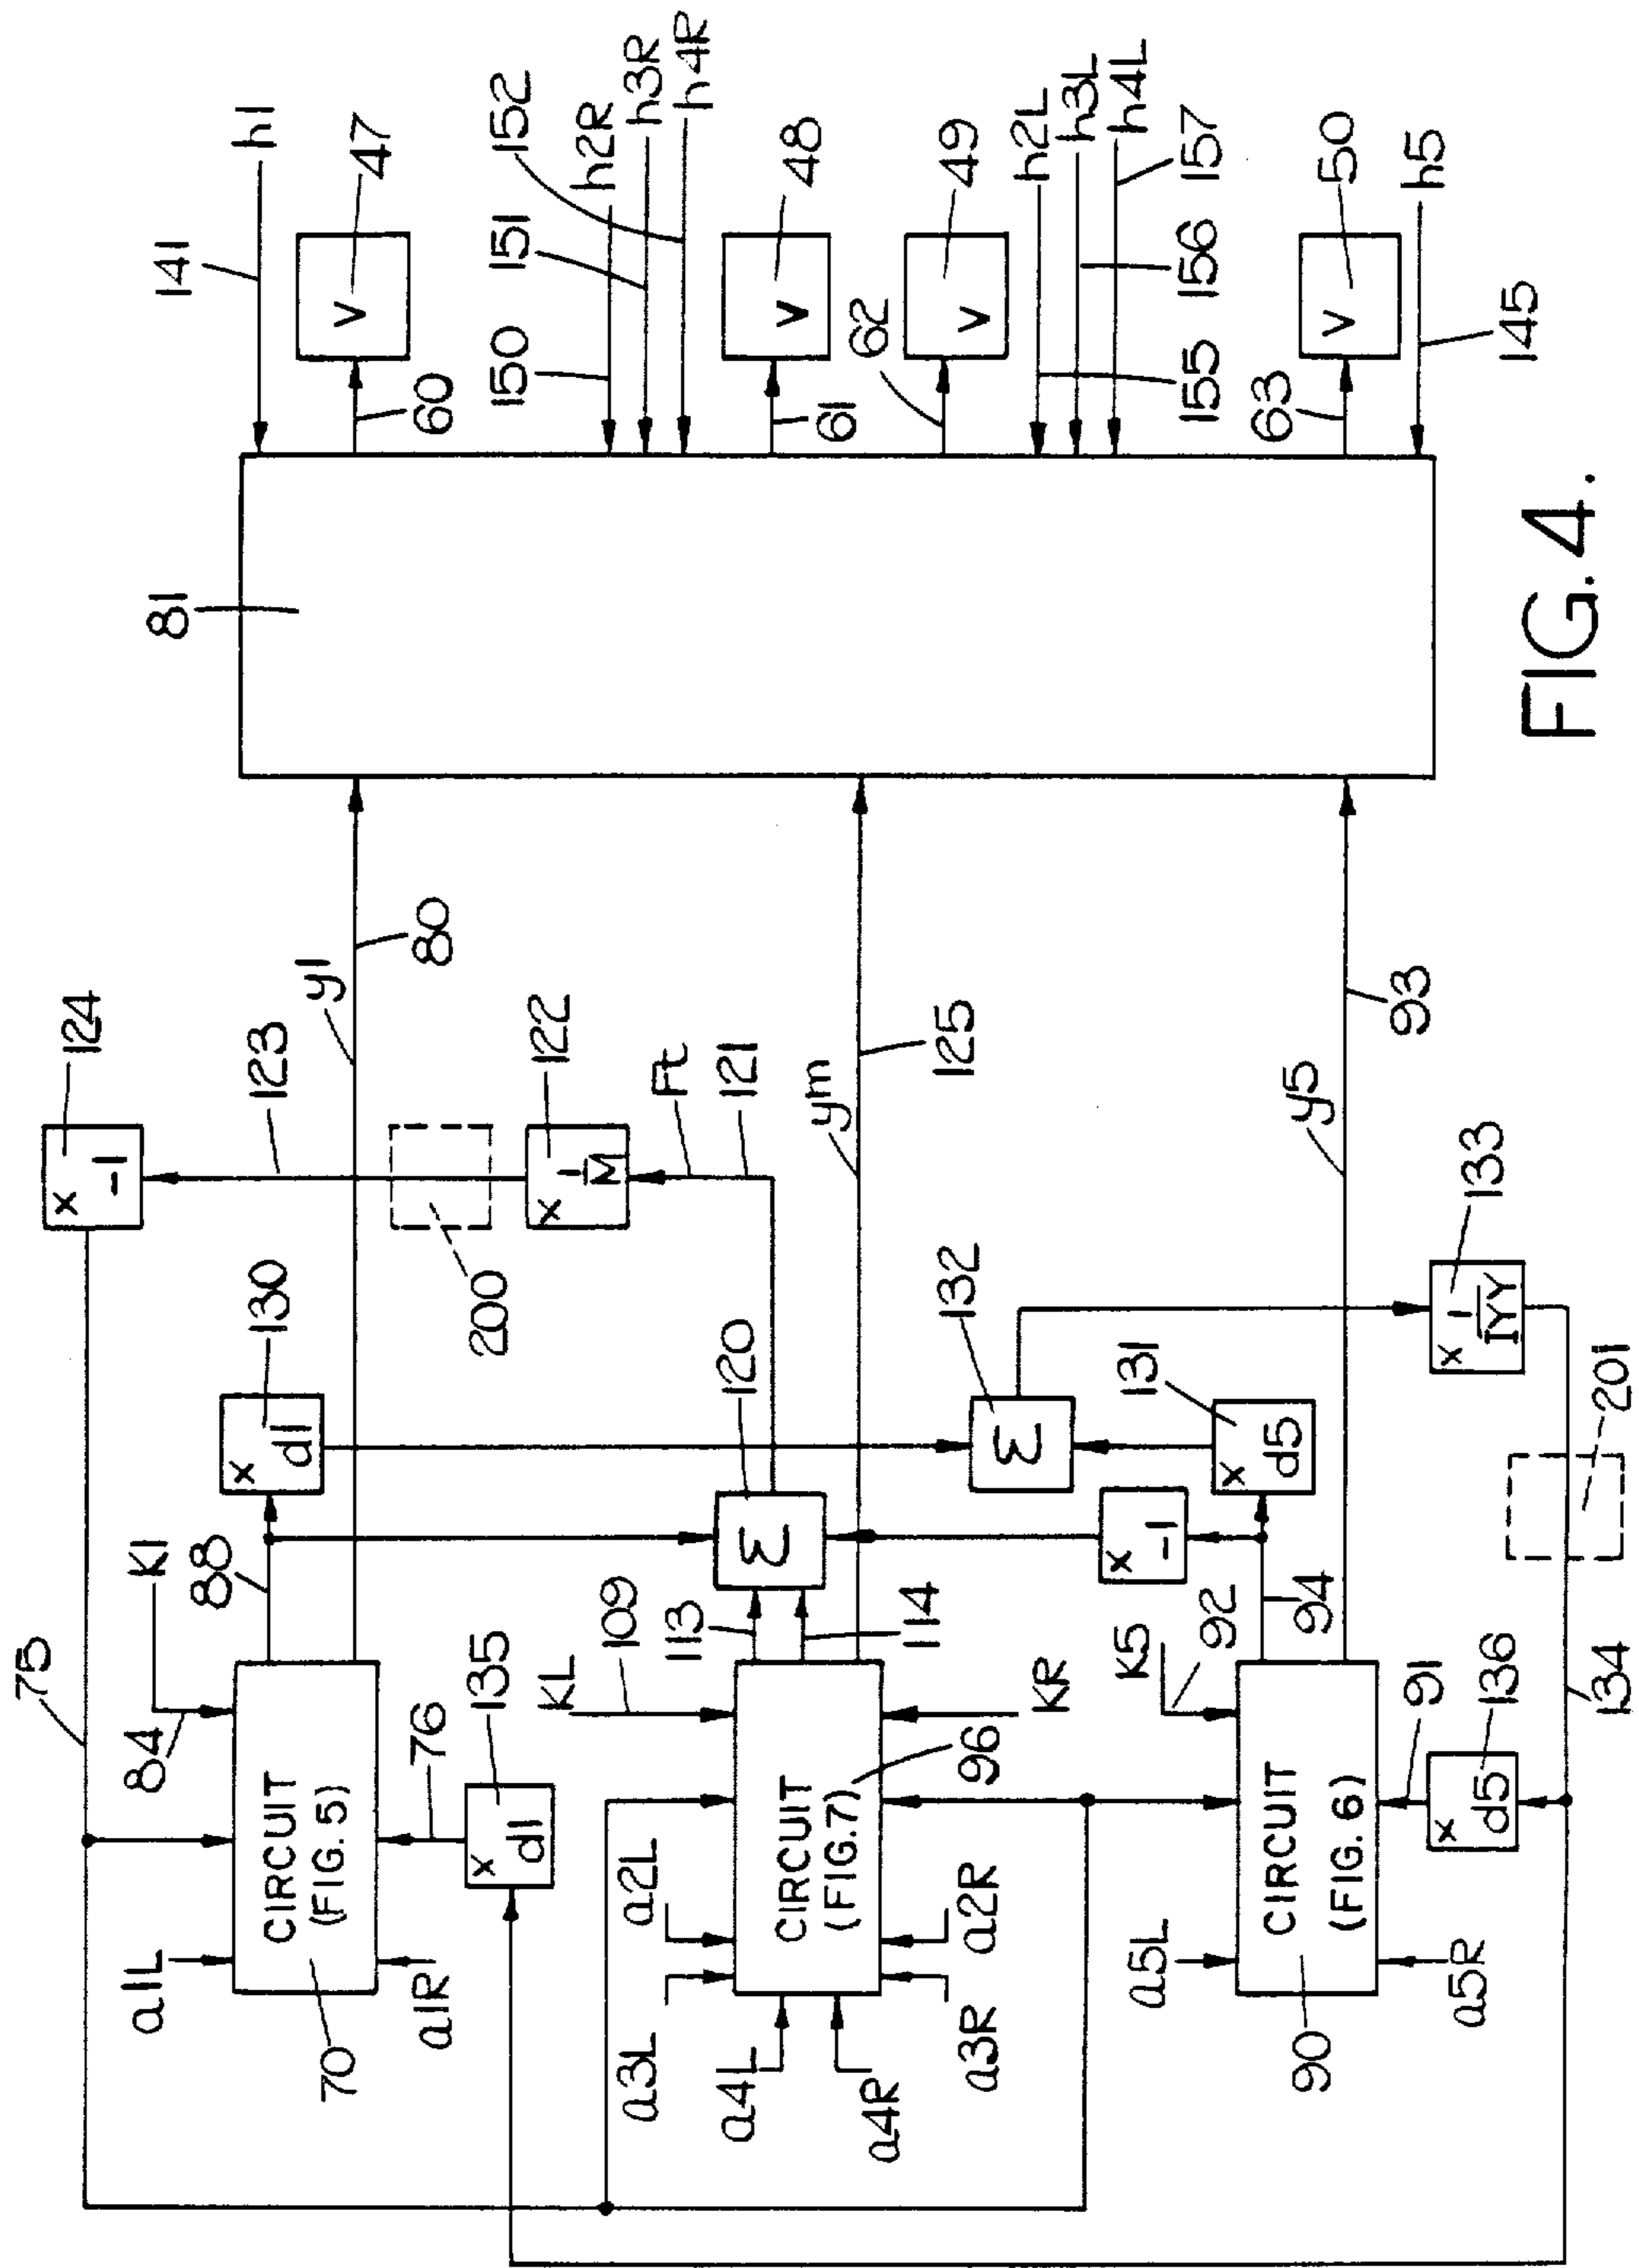 81
h1
141
47
V
60
h2R
h3R
h4R
152
151
150
48
V
61
49
V
62
h2L
h3L
h4L
157
156
155
50
V
63
h5
145
124
x -1
123
y1
80
122
x 1/M
Ft
121
200
ym
125
y5
93
133
x 1/IYY
201
130
x d1
132
Σ
120
Σ
131
x d5
x -1
K1
88
84
75
113
114
109
KL
KR
K5
92
94
134
91
136
x d5
135
x d1
76
CIRCUIT
(FIG. 5)
a1L
a1R
70
CIRCUIT
(FIG. 7)
96
a2L
a3L
a4L
a4R
a3R
a2R
CIRCUIT
(FIG. 6)
a5L
a5R
90
FIG. 4.